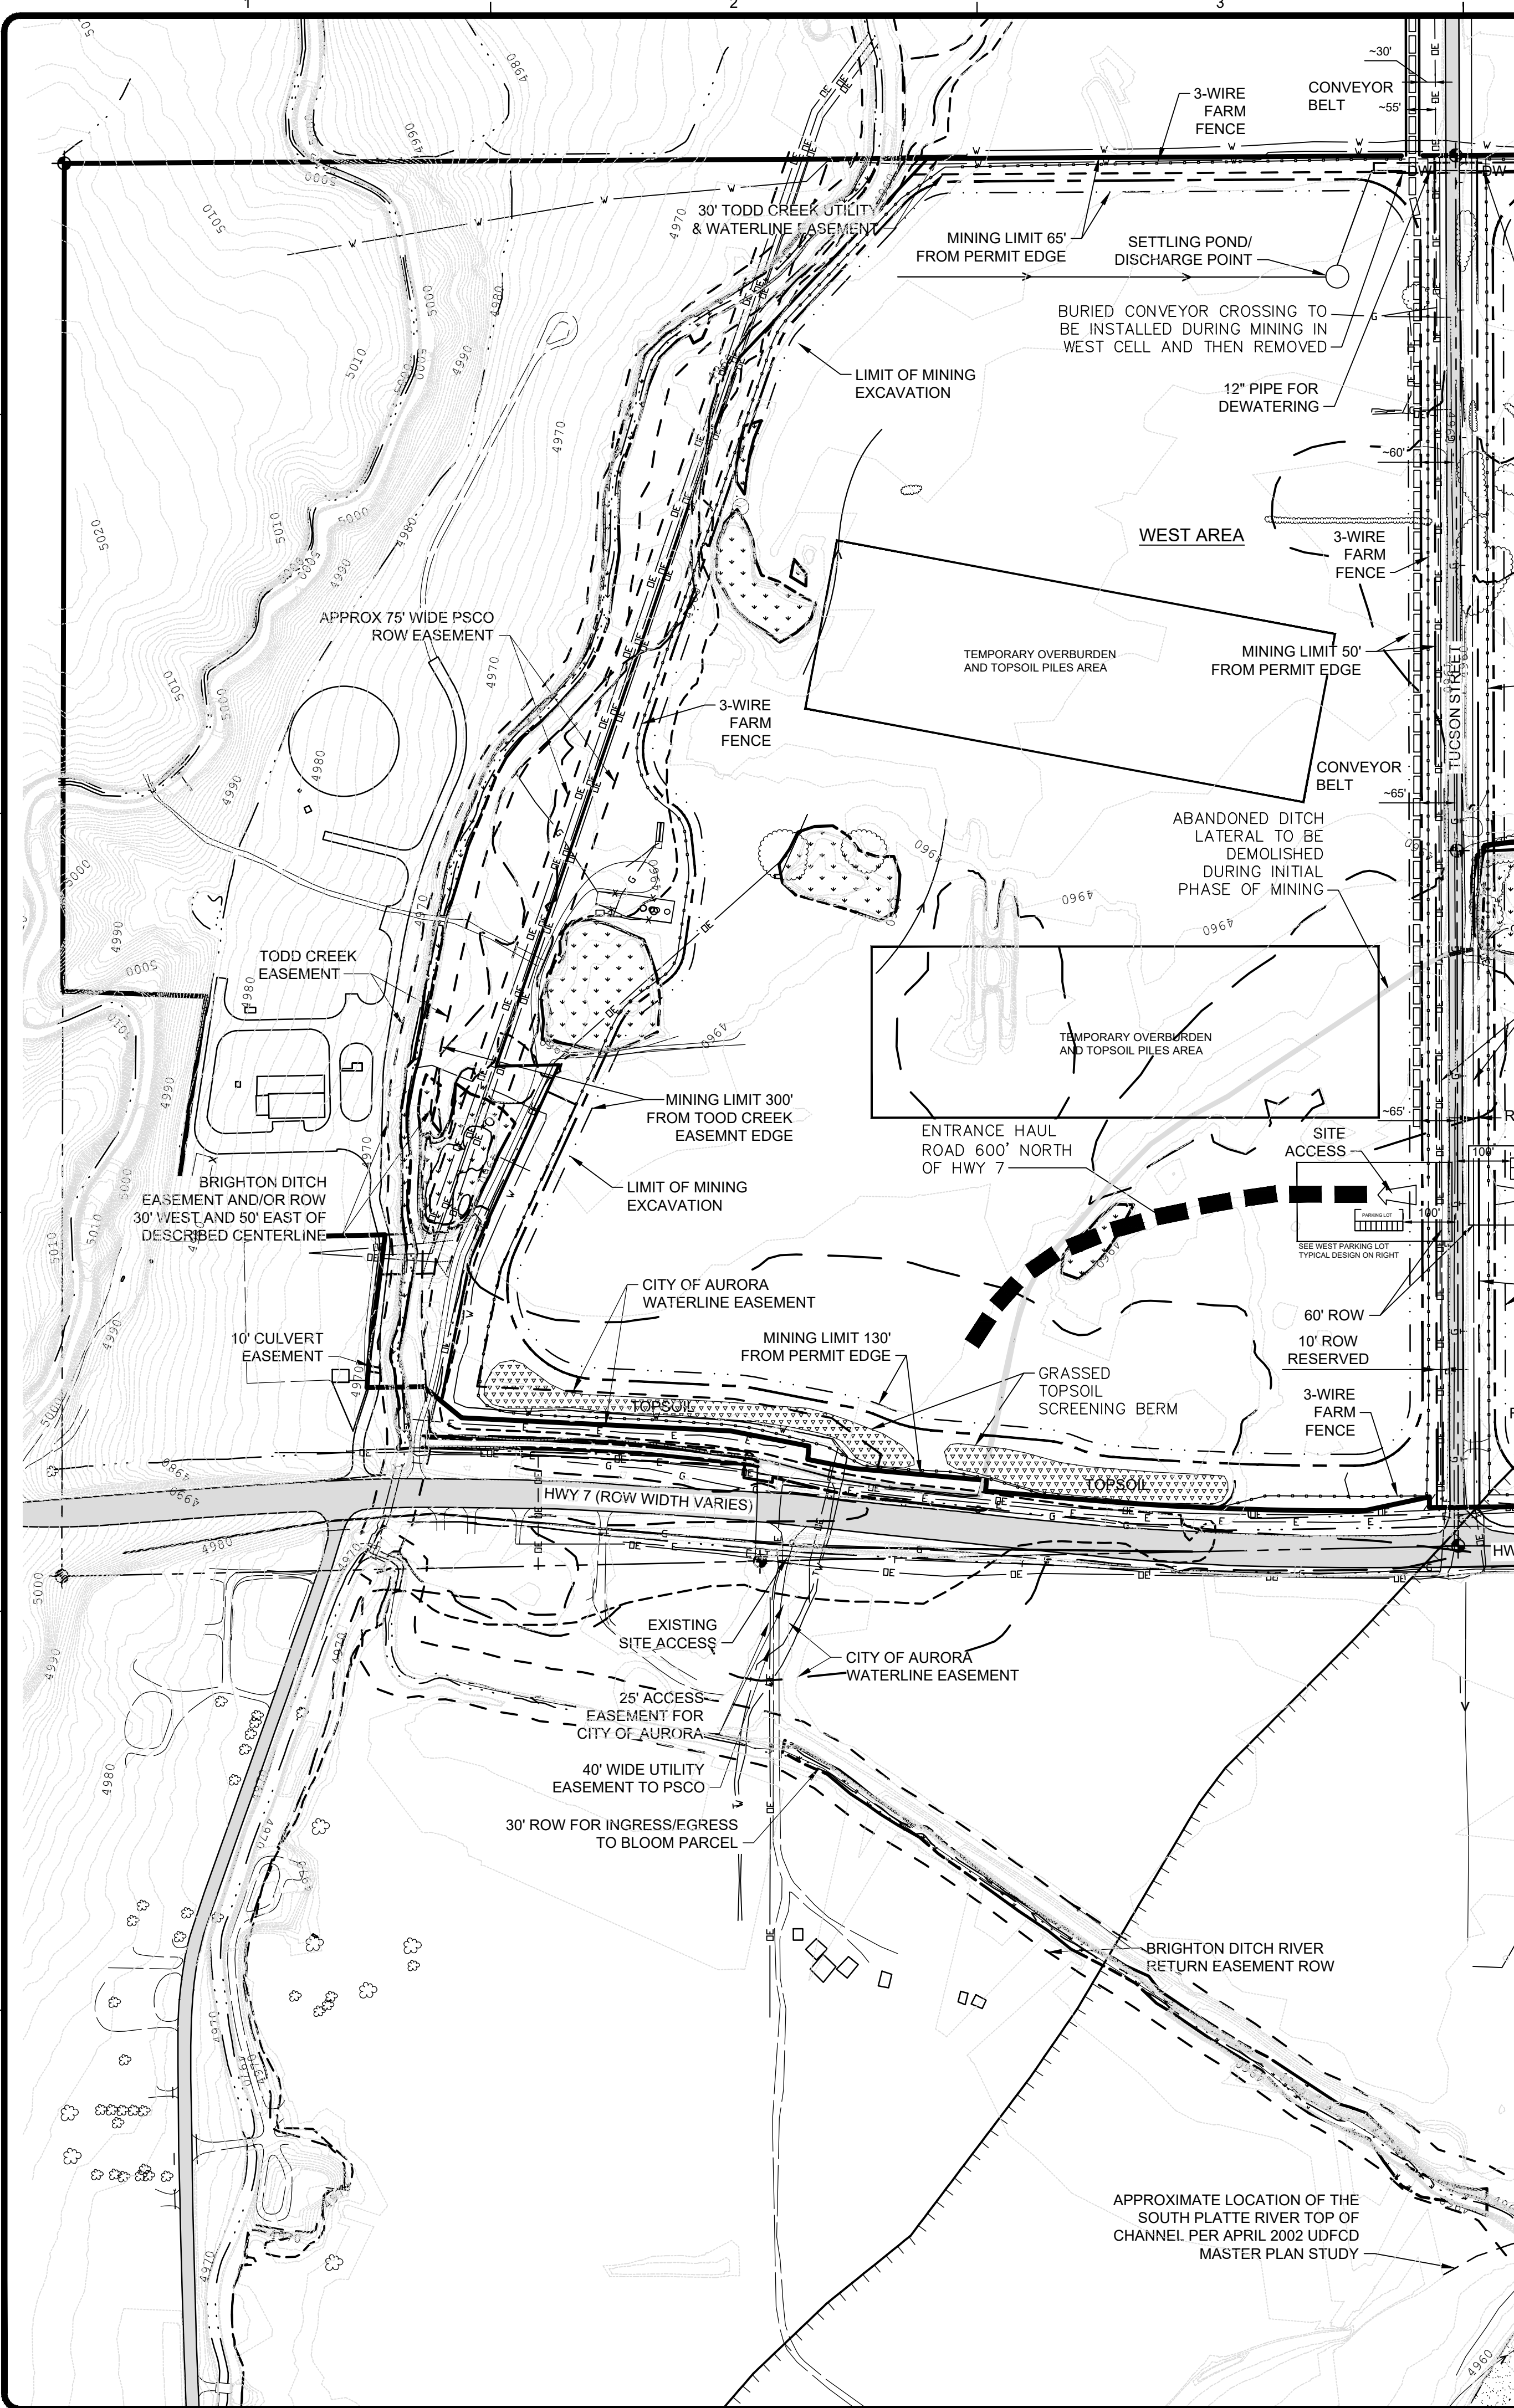 1
2
3
~30'
CONVEYOR
BELT
~55'
3-WIRE
FARM
FENCE
30' TODD CREEK UTILITY
& WATERLINE EASEMENT
MINING LIMIT 65'
FROM PERMIT EDGE
SETTLING POND/
DISCHARGE POINT
BURIED CONVEYOR CROSSING TO
BE INSTALLED DURING MINING IN
WEST CELL AND THEN REMOVED
LIMIT OF MINING
EXCAVATION
12" PIPE FOR
DEWATERING
~60'
WEST AREA
3-WIRE
FARM
FENCE
APPROX 75' WIDE PSCO
ROW EASEMENT
TEMPORARY OVERBURDEN
AND TOPSOIL PILES AREA
MINING LIMIT 50'
FROM PERMIT EDGE
TUCSON STREET
3-WIRE
FARM
FENCE
CONVEYOR
BELT
~65'
ABANDONED DITCH
LATERAL TO BE
DEMOLISHED
DURING INITIAL
PHASE OF MINING
TODD CREEK
EASEMENT
TEMPORARY OVERBURDEN
AND TOPSOIL PILES AREA
MINING LIMIT 300'
FROM TOOD CREEK
EASEMNT EDGE
~65'
ENTRANCE HAUL
ROAD 600' NORTH
OF HWY 7
SITE
ACCESS
100'
BRIGHTON DITCH
EASEMENT AND/OR ROW
30' WEST AND 50' EAST OF
DESCRIBED CENTERLINE
LIMIT OF MINING
EXCAVATION
PARKING LOT
100'
SEE WEST PARKING LOT
TYPICAL DESIGN ON RIGHT
CITY OF AURORA
WATERLINE EASEMENT
60' ROW
10' CULVERT
EASEMENT
MINING LIMIT 130'
FROM PERMIT EDGE
10' ROW
RESERVED
GRASSED
TOPSOIL
SCREENING BERM
3-WIRE
FARM
FENCE
TOPSOIL
TOPSOIL
HWY 7 (ROW WIDTH VARIES)
HW
EXISTING
SITE ACCESS
CITY OF AURORA
WATERLINE EASEMENT
25' ACCESS
EASEMENT FOR
CITY OF AURORA
40' WIDE UTILITY
EASEMENT TO PSCO
30' ROW FOR INGRESS/EGRESS
TO BLOOM PARCEL
BRIGHTON DITCH RIVER
RETURN EASEMENT ROW
APPROXIMATE LOCATION OF THE
SOUTH PLATTE RIVER TOP OF
CHANNEL PER APRIL 2002 UDFCD
MASTER PLAN STUDY